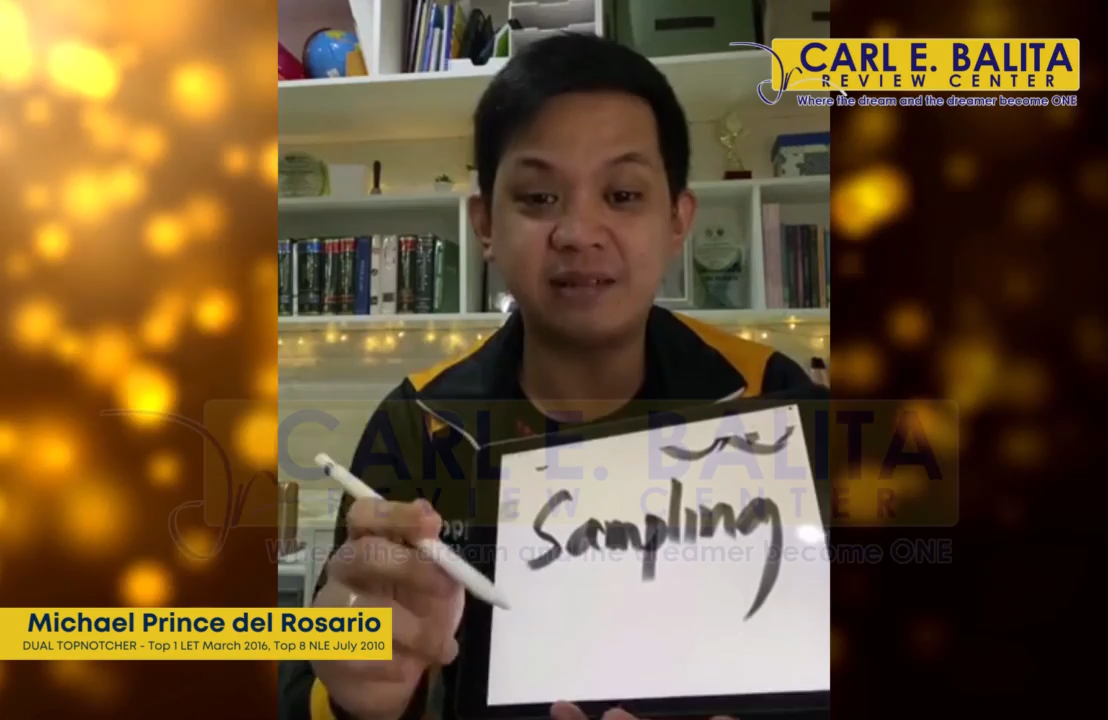 Dr. CARL E. BALITA
REVIEW CENTER
Where the dream and the dreamer become ONE
Dr. CARL E. BALITA
REVIEW CENTER
Where the dream and the dreamer become ONE
Sampling
Michael Prince del Rosario
DUAL TOPNOTCHER - Top 1 LET March 2016, Top 8 NLE July 2010